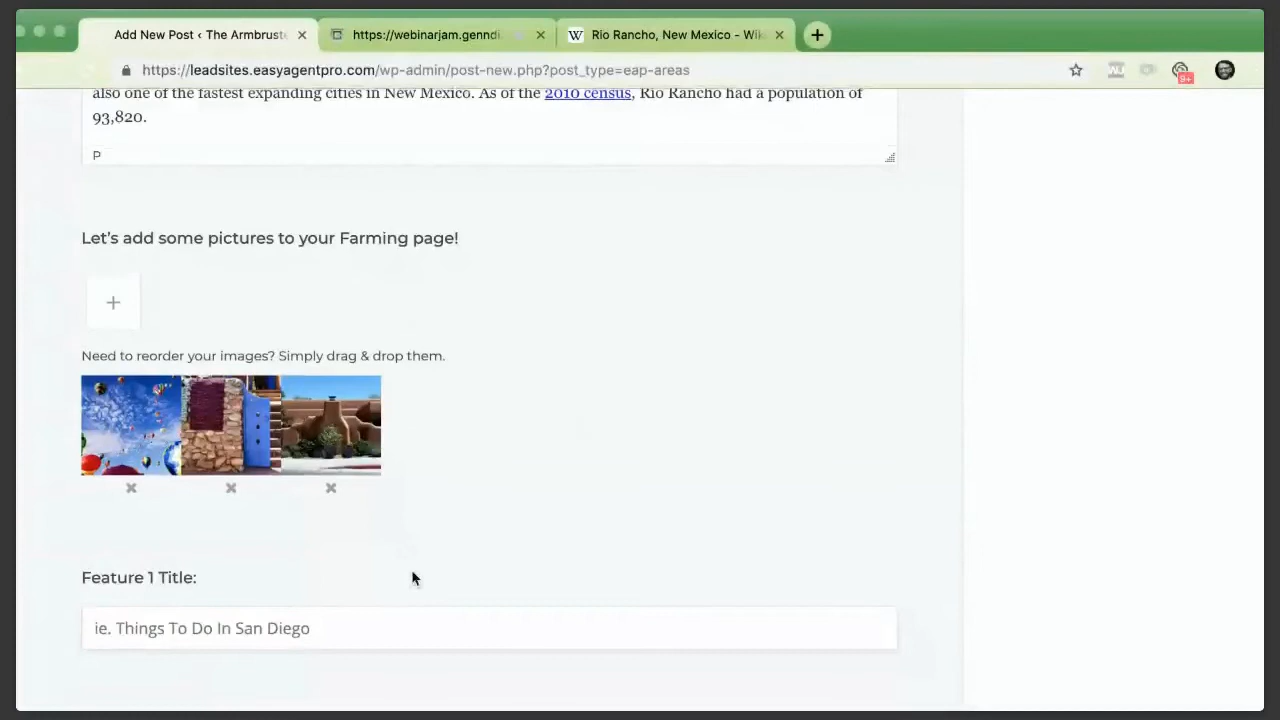 Add New Post ‹ The Armbruste
https://webinarjam.genndi
W Rio Rancho, New Mexico - Wik
https://leadsites.easyagentpro.com/wp-admin/post-new.php?post_type=eap-areas
9+
also one of the fastest expanding cities in New Mexico. As of the 2010 census, Rio Rancho had a population of
93,820.
P
Let's add some pictures to your Farming page!
Need to reorder your images? Simply drag & drop them.
Feature 1 Title:
ie. Things To Do In San Diego